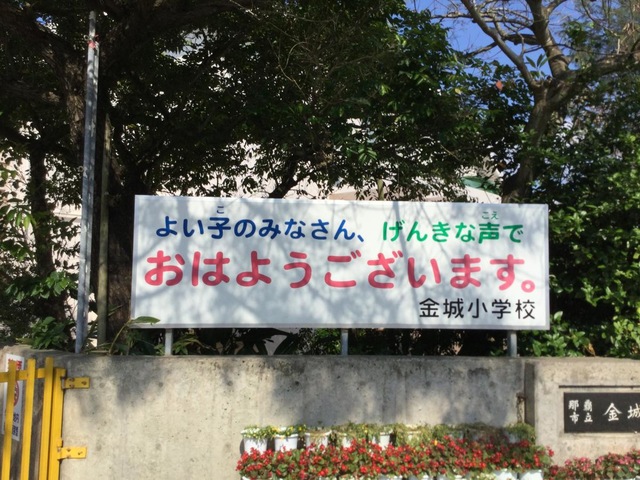 よい子のみなさん、げんきな声で
おはようございます。
金城小学校
那覇
市立
金城